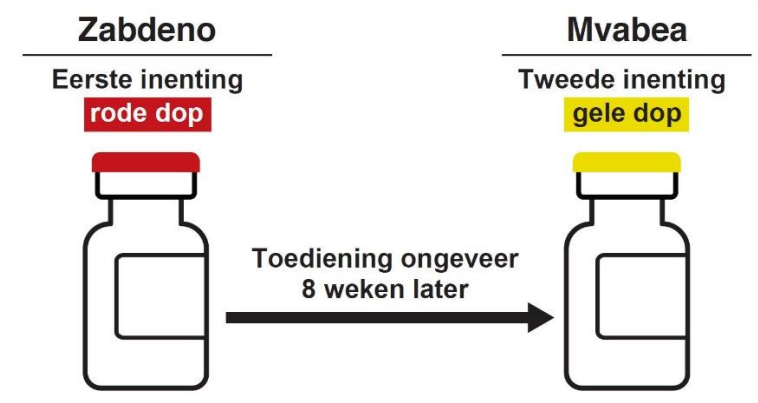 Zabdeno
Eerste inenting
rode dop
Mvabea
Tweede inenting
gele dop
Toediening ongeveer
8 weken later